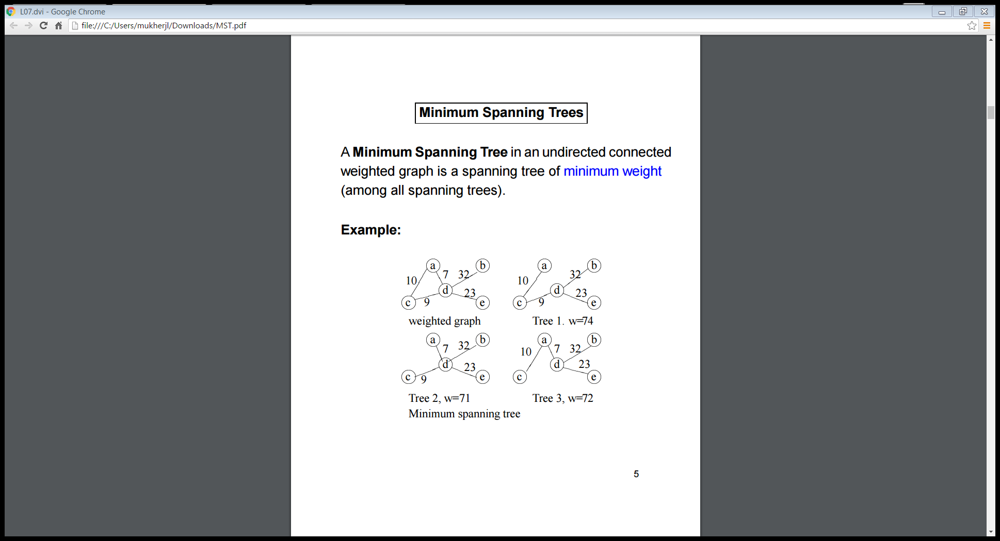 L07.dvi - Google Chrome
file:///C:/Users/mukherjl/Downloads/MST.pdf
Minimum Spanning Trees
A Minimum Spanning Tree in an undirected connected
weighted graph is a spanning tree of minimum weight
(among all spanning trees).
Example:
a b
10 7 32
d
23
c 9 e
weighted graph
a b
10 32
d
23
c 9 e
Tree 1. w=74
a b
7 32
d
23
c 9 e
Tree 2, w=71
Minimum spanning tree
a b
10 7 32
d
23
c e
Tree 3, w=72
5